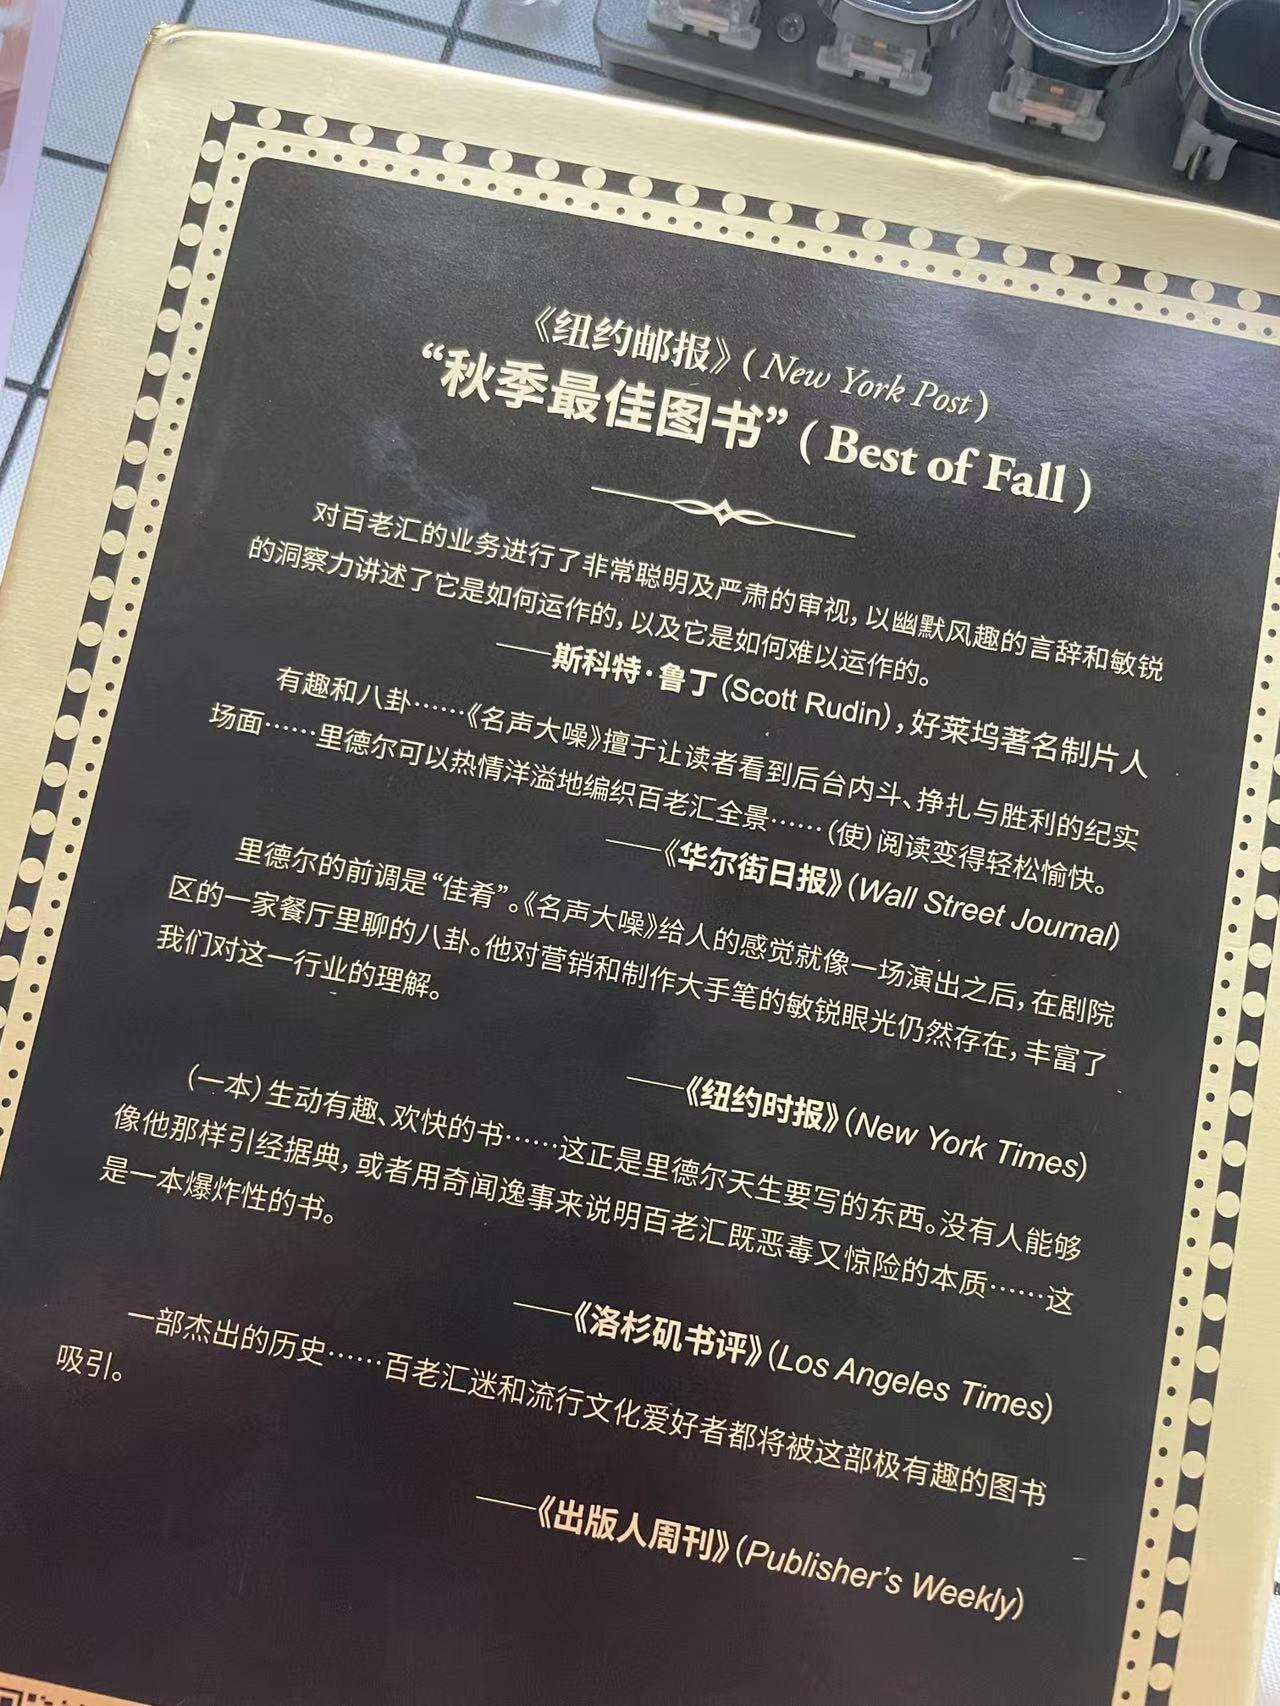 《纽约邮报》(New York Post)
“秋季最佳图书”(Best of Fall)
对百老汇的业务进行了非常聪明及严肃的审视，以幽默风趣的言辞和敏锐
的洞察力讲述了它是如何运作的，以及它是如何难以运作的。
——斯科特·鲁丁(Scott Rudin)，好莱坞著名制片人
有趣和八卦……《名声大噪》擅于让读者看到后台内斗、挣扎与胜利的纪实
场面……里德尔可以热情洋溢地编织百老汇全景……(使)阅读变得轻松愉快。
——《华尔街日报》(Wall Street Journal)
里德尔的前调是“佳肴”。《名声大噪》给人的感觉就像一场演出之后，在剧院
区的一家餐厅里聊的八卦。他对营销和制作大手笔的敏锐眼光仍然存在，丰富了
我们对这一行业的理解。
——《纽约时报》(New York Times)
(一本)生动有趣、欢快的书……这正是里德尔天生要写的东西。没有人能够
像他那样引经据典，或者用奇闻逸事来说明百老汇既恶毒又惊险的本质……这
是一本爆炸性的书。
——《洛杉矶书评》(Los Angeles Times)
一部杰出的历史……百老汇迷和流行文化爱好者都将被这部极有趣的图书
吸引。
——《出版人周刊》(Publisher’s Weekly)